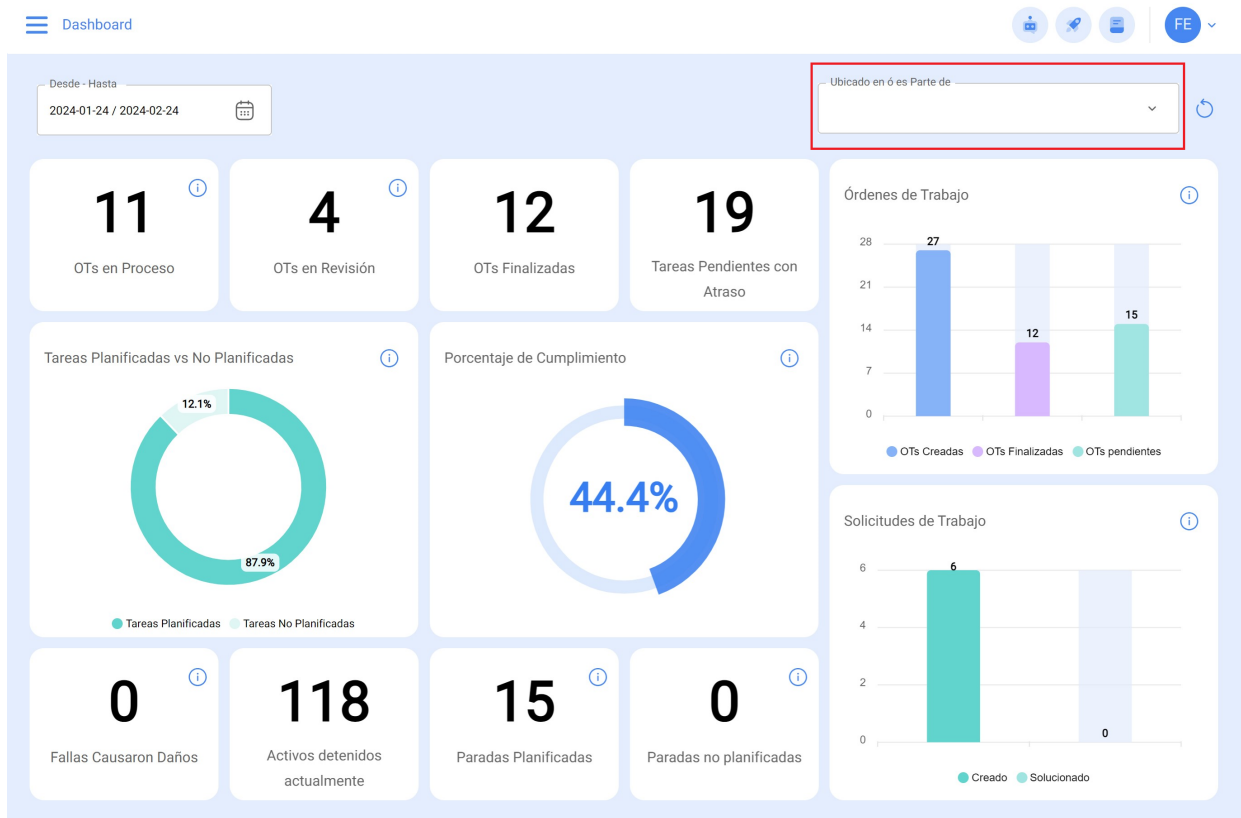 Dashboard
FE
Desde - Hasta
2024-01-24 / 2024-02-24
Ubicado en ó es Parte de
11
OTs en Proceso
4
OTs en Revisión
12
OTs Finalizadas
19
Tareas Pendientes con
Atraso
Órdenes de Trabajo
28
21
14
7
0
27
12
15
OTs Creadas
OTs Finalizadas
OTs pendientes
Tareas Planificadas vs No Planificadas
12.1%
87.9%
Tareas Planificadas
Tareas No Planificadas
Porcentaje de Cumplimiento
44.4%
Solicitudes de Trabajo
6
4
2
0
6
0
Creado
Solucionado
0
Fallas Causaron Daños
118
Activos detenidos
actualmente
15
Paradas Planificadas
0
Paradas no planificadas